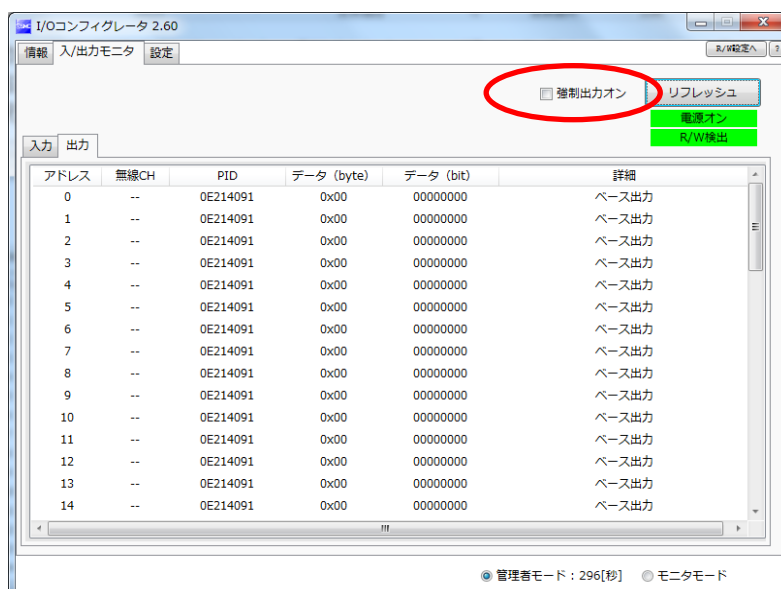 I/Oコンフィグレータ 2.60
情報 入/出力モニタ 設定 R/W設定へ ?
強制出力オン リフレッシュ
電源オン
R/W検出
入力 出力
アドレス 無線CH PID データ (byte) データ (bit) 詳細
0 -- 0E214091 0x00 00000000 ベース出力
1 -- 0E214091 0x00 00000000 ベース出力
2 -- 0E214091 0x00 00000000 ベース出力
3 -- 0E214091 0x00 00000000 ベース出力
4 -- 0E214091 0x00 00000000 ベース出力
5 -- 0E214091 0x00 00000000 ベース出力
6 -- 0E214091 0x00 00000000 ベース出力
7 -- 0E214091 0x00 00000000 ベース出力
8 -- 0E214091 0x00 00000000 ベース出力
9 -- 0E214091 0x00 00000000 ベース出力
10 -- 0E214091 0x00 00000000 ベース出力
11 -- 0E214091 0x00 00000000 ベース出力
12 -- 0E214091 0x00 00000000 ベース出力
13 -- 0E214091 0x00 00000000 ベース出力
14 -- 0E214091 0x00 00000000 ベース出力
管理者モード：296[秒] モニタモード